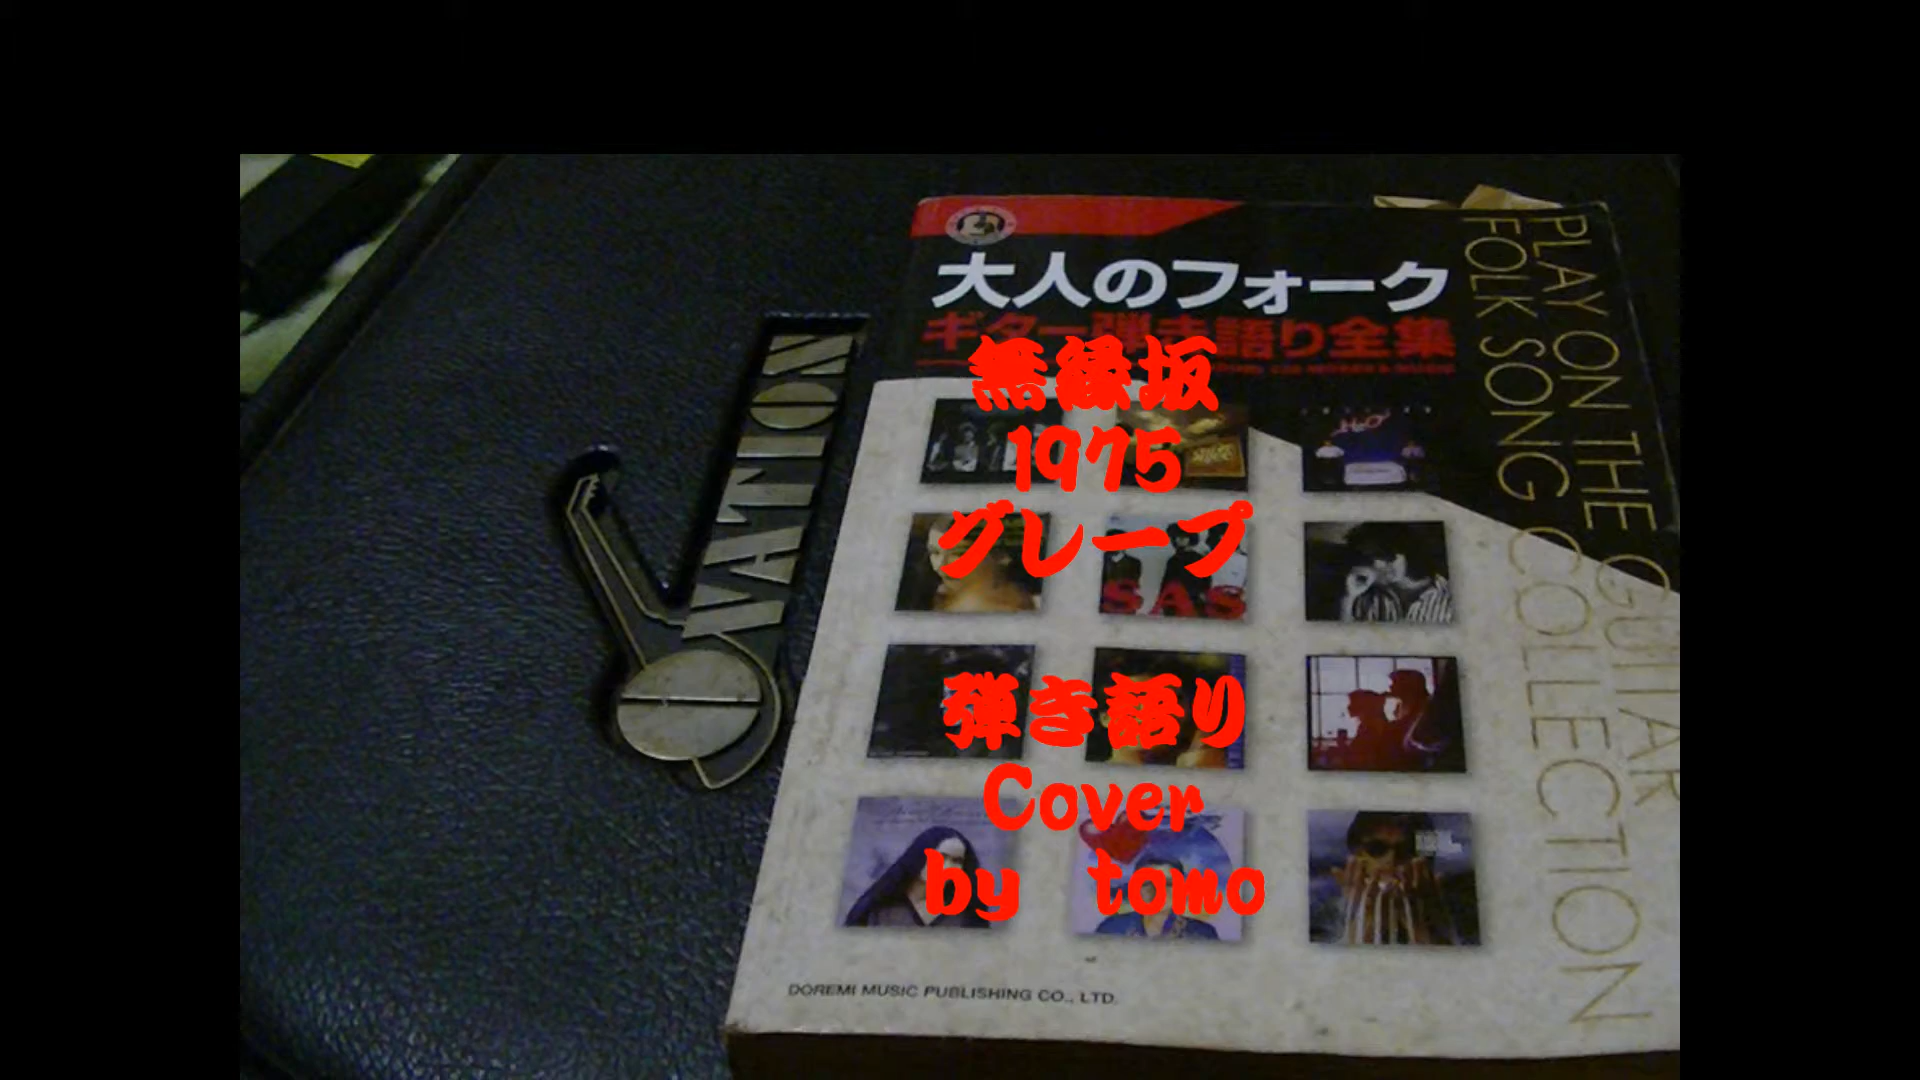 大人のフォーク
ギター弾き語り全集
PLAY ON THE GUITAR
FOLK SONG COLLECTION
無縁坂
1975
グレープ
弾き語り
Cover
by tomo
VATION
H2O
SAS
DOREMI MUSIC PUBLISHING CO., LTD.